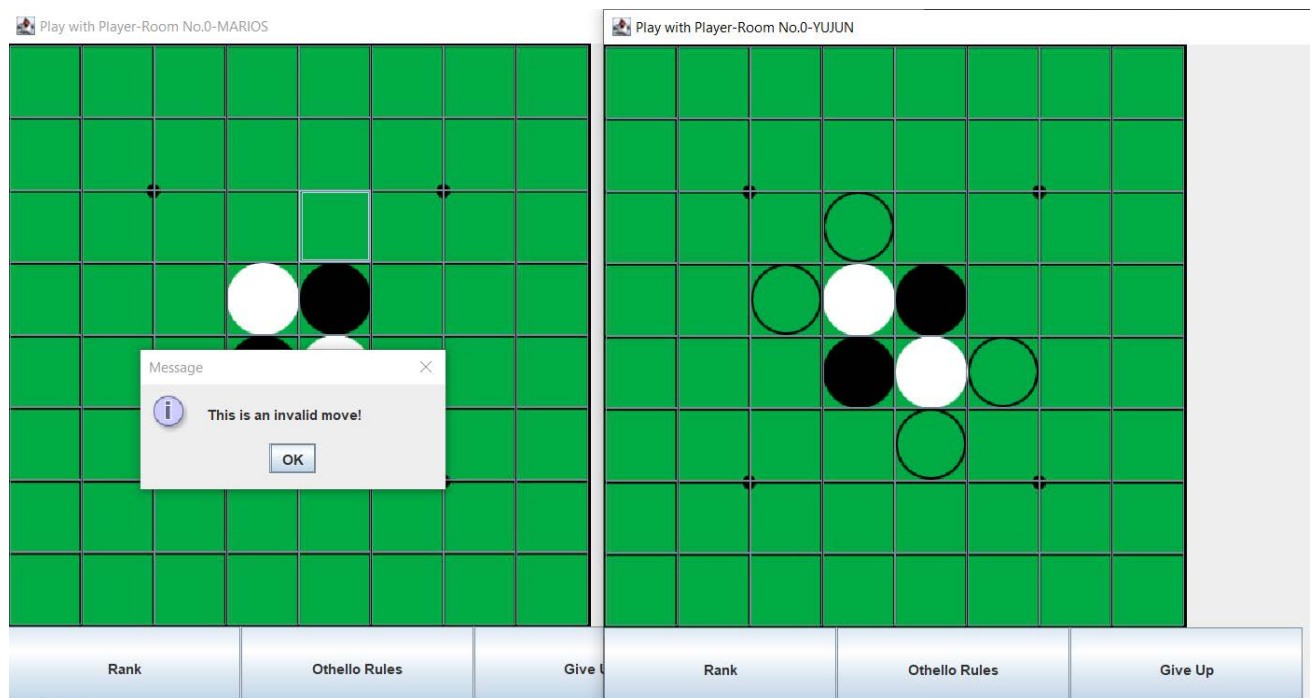 Play with Player-Room No.0-MARIOS
Play with Player-Room No.0-YUJUN
Message
i
This is an invalid move!
OK
Rank
Othello Rules
Give U
Rank
Othello Rules
Give Up